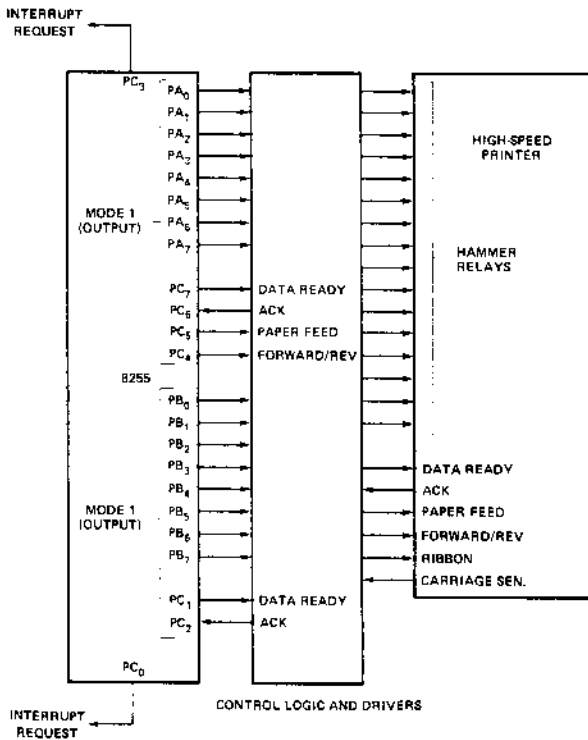 INTERRUPT
REQUEST
PC3
PA0
PA1
PA2
PA3
PA4
PA5
PA6
PA7
MODE 1
(OUTPUT)
PC7
PC6
PC5
PC4
DATA READY
ACK
PAPER FEED
FORWARD/REV
8255
PB0
PB1
PB2
PB3
PB4
PB5
PB6
PB7
MODE 1
(OUTPUT)
PC1
PC2
DATA READY
ACK
PC0
INTERRUPT
REQUEST
CONTROL LOGIC AND DRIVERS
HIGH-SPEED
PRINTER
HAMMER
RELAYS
DATA READY
ACK
PAPER FEED
FORWARD/REV
RIBBON
CARRIAGE SEN.